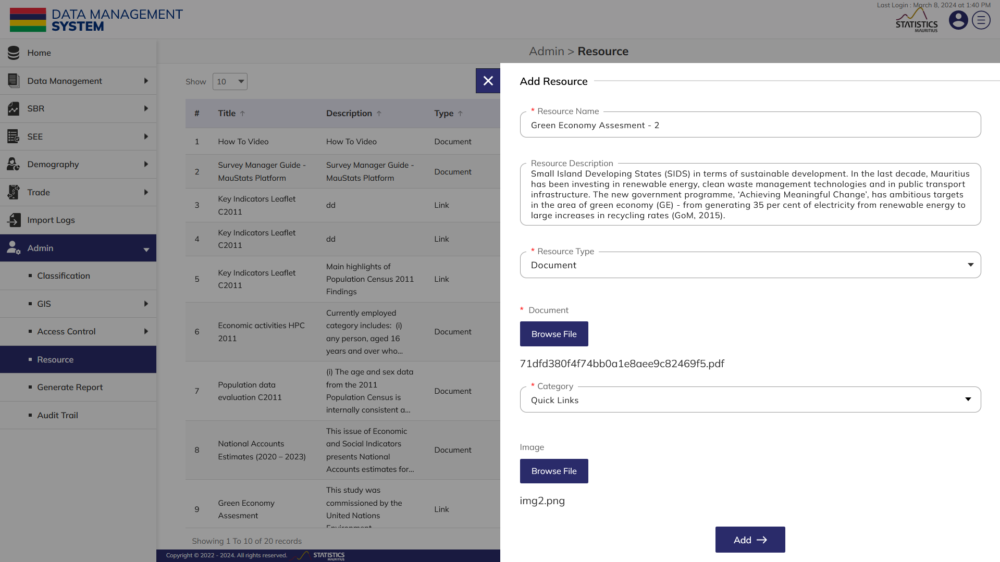 DATA MANAGEMENT
SYSTEM
Last Login : March 8, 2024 at 1:40 PM
STATISTICS
MAURITIUS
Home
Data Management
SBR
SEE
Demography
Trade
Import Logs
Admin
Classification
GIS
Access Control
Resource
Generate Report
Audit Trail
Admin > Resource
Show 10
# Title Description Type
1 How To Video How To Video Document
2 Survey Manager Guide - Survey Manager Guide - Document
MauStats Platform MauStats Platform
3 Key Indicators Leaflet dd Link
C2011
4 Key Indicators Leaflet dd Link
C2011
5 Key Indicators Leaflet Main highlights of Link
C2011 Population Census 2011
Findings
6 Economic activities HPC Currently employed Document
2011 category includes: (i)
any person, aged 16
years and over who...
7 Population data (i) The age and sex data Document
evaluation C2011 from the 2011
Population Census is
internally consistent a...
8 National Accounts This issue of Economic Document
Estimates (2020 – 2023) and Social Indicators
presents National
Accounts estimates for...
9 Green Economy This study was Link
Assesment commissioned by the
United Nations
Environment
Showing 1 To 10 of 20 records
Copyright © 2022 - 2024. All rights reserved.
STATISTICS
MAURITIUS
Add Resource
* Resource Name
Green Economy Assesment - 2
Resource Description
Small Island Developing States (SIDS) in terms of sustainable development. In the last decade, Mauritius
has been investing in renewable energy, clean waste management technologies and in public transport
infrastructure. The new government programme, ‘Achieving Meaningful Change’, has ambitious targets
in the area of green economy (GE) - from generating 35 per cent of electricity from renewable energy to
large increases in recycling rates (GoM, 2015).
* Resource Type
Document
* Document
Browse File
71dfd380f4f74bb0a1e8aee9c82469f5.pdf
* Category
Quick Links
Image
Browse File
img2.png
Add